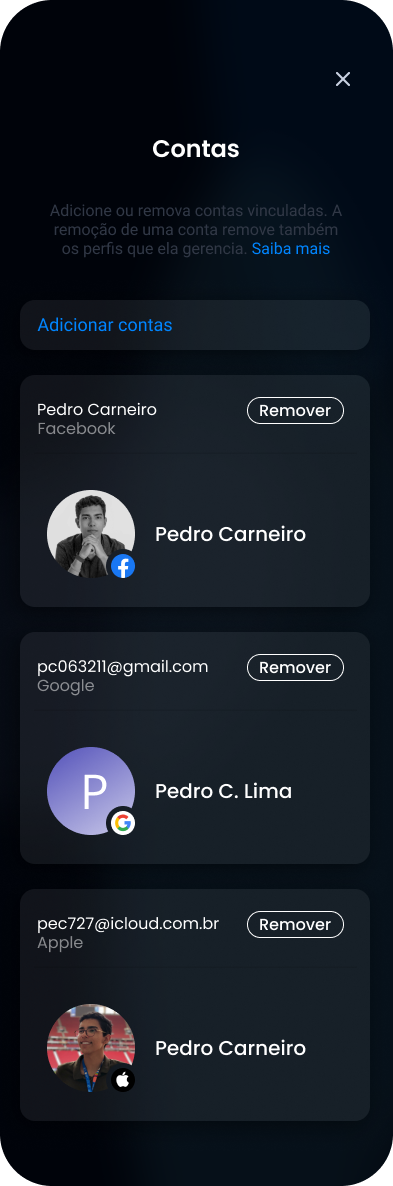 Contas
Adicione ou remova contas vinculadas. A
remoção de uma conta remove também
os perfis que ela gerencia. Saiba mais
Adicionar contas
Pedro Carneiro
Remover
Facebook
Pedro Carneiro
pc063211@gmail.com
Remover
Google
P
Pedro C. Lima
pec727@icloud.com.br
Remover
Apple
Pedro Carneiro